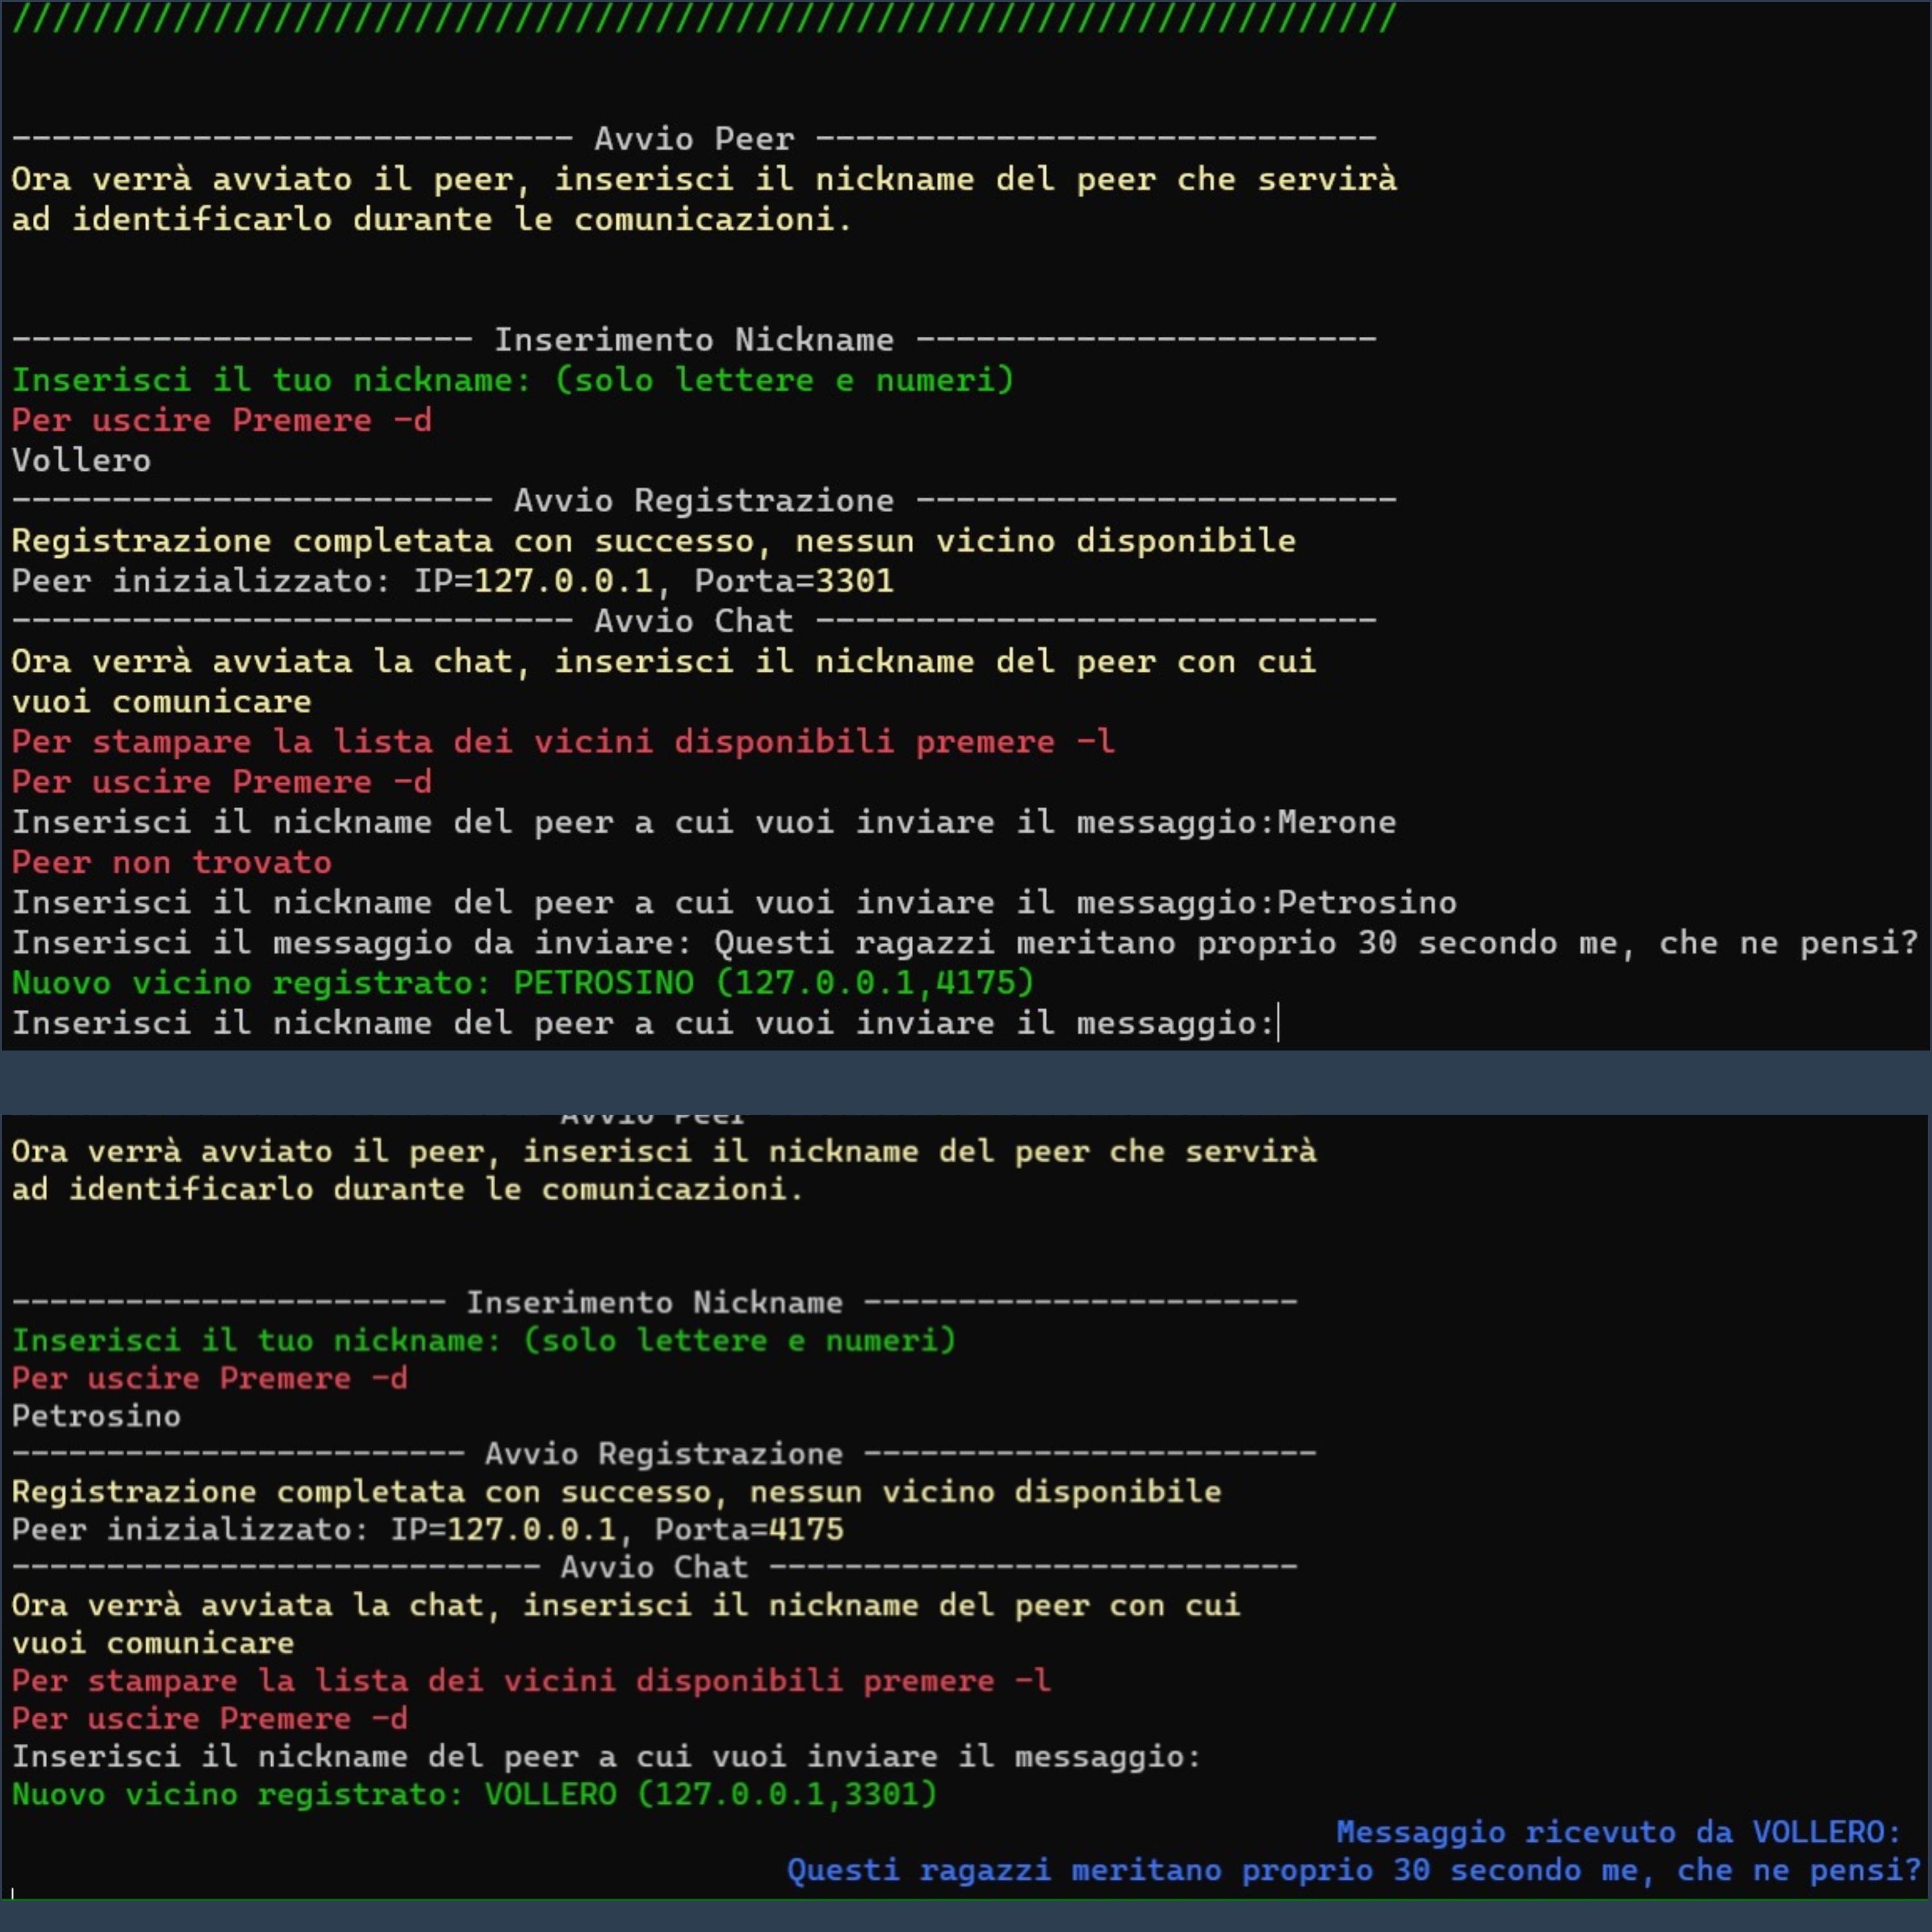 /////////////////////////////////////////////////////////////////////
---------------------------- Avvio Peer ----------------------------
Ora verrà avviato il peer, inserisci il nickname del peer che servirà
ad identificarlo durante le comunicazioni.
----------------------- Inserimento Nickname -----------------------
Inserisci il tuo nickname: (solo lettere e numeri)
Per uscire Premere -d
Vollero
------------------------ Avvio Registrazione ------------------------
Registrazione completata con successo, nessun vicino disponibile
Peer inizializzato: IP=127.0.0.1, Porta=3301
---------------------------- Avvio Chat ----------------------------
Ora verrà avviata la chat, inserisci il nickname del peer con cui
vuoi comunicare
Per stampare la lista dei vicini disponibili premere -l
Per uscire Premere -d
Inserisci il nickname del peer a cui vuoi inviare il messaggio:Merone
Peer non trovato
Inserisci il nickname del peer a cui vuoi inviare il messaggio:Petrosino
Inserisci il messaggio da inviare: Questi ragazzi meritano proprio 30 secondo me, che ne pensi?
Nuovo vicino registrato: PETROSINO (127.0.0.1,4175)
Inserisci il nickname del peer a cui vuoi inviare il messaggio:
Avvio Peer
Ora verrà avviato il peer, inserisci il nickname del peer che servirà
ad identificarlo durante le comunicazioni.
----------------------- Inserimento Nickname -----------------------
Inserisci il tuo nickname: (solo lettere e numeri)
Per uscire Premere -d
Petrosino
------------------------ Avvio Registrazione ------------------------
Registrazione completata con successo, nessun vicino disponibile
Peer inizializzato: IP=127.0.0.1, Porta=4175
---------------------------- Avvio Chat ----------------------------
Ora verrà avviata la chat, inserisci il nickname del peer con cui
vuoi comunicare
Per stampare la lista dei vicini disponibili premere -l
Per uscire Premere -d
Inserisci il nickname del peer a cui vuoi inviare il messaggio:
Nuovo vicino registrato: VOLLERO (127.0.0.1,3301)
Messaggio ricevuto da VOLLERO:
Questi ragazzi meritano proprio 30 secondo me, che ne pensi?